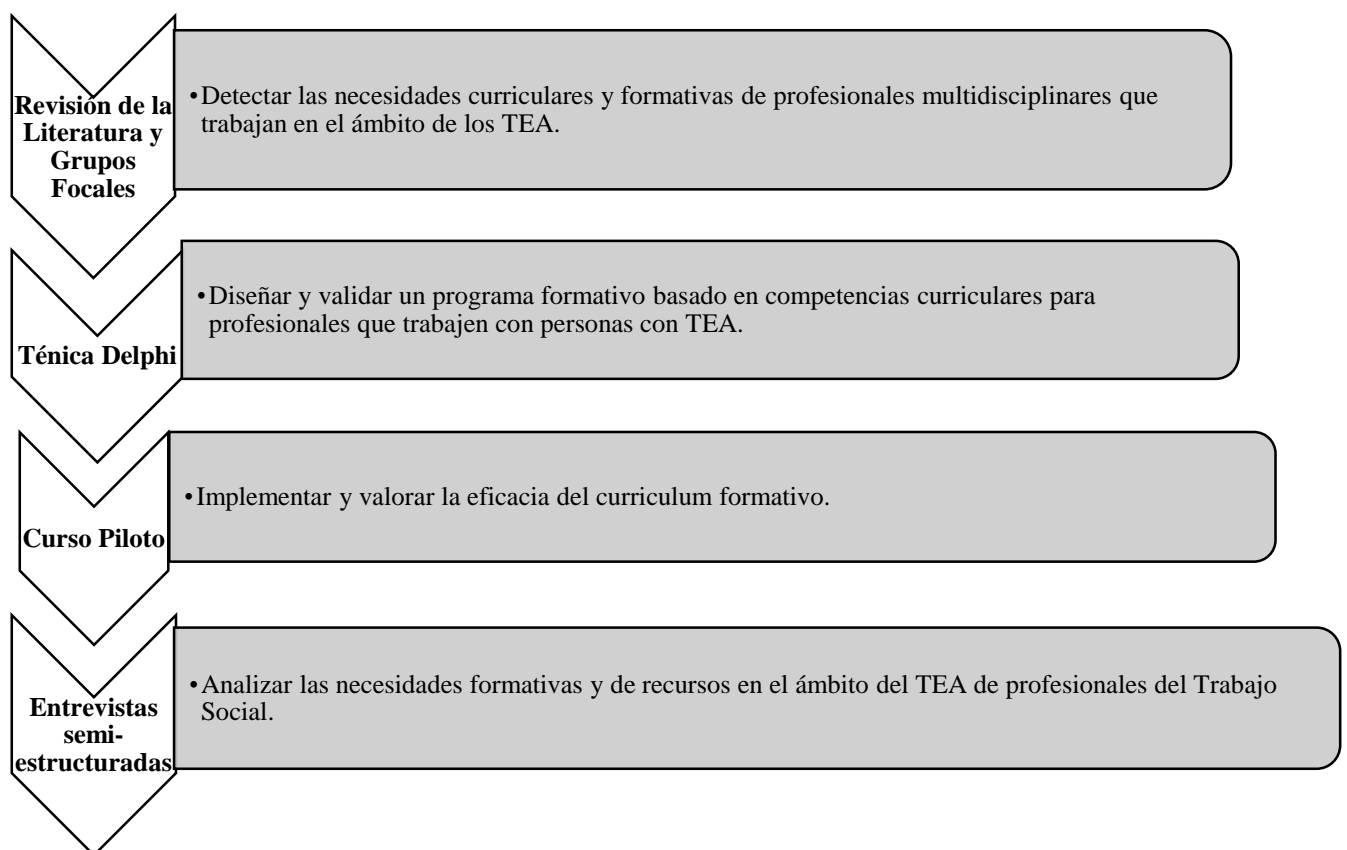 Revisión de la
Literatura y
Grupos
Focales
•Detectar las necesidades curriculares y formativas de profesionales multidisciplinares que
trabajan en el ámbito de los TEA.
Ténica Delphi
•Diseñar y validar un programa formativo basado en competencias curriculares para
profesionales que trabajen con personas con TEA.
Curso Piloto
•Implementar y valorar la eficacia del curriculum formativo.
Entrevistas
semi-
estructuradas
•Analizar las necesidades formativas y de recursos en el ámbito del TEA de profesionales del Trabajo
Social.